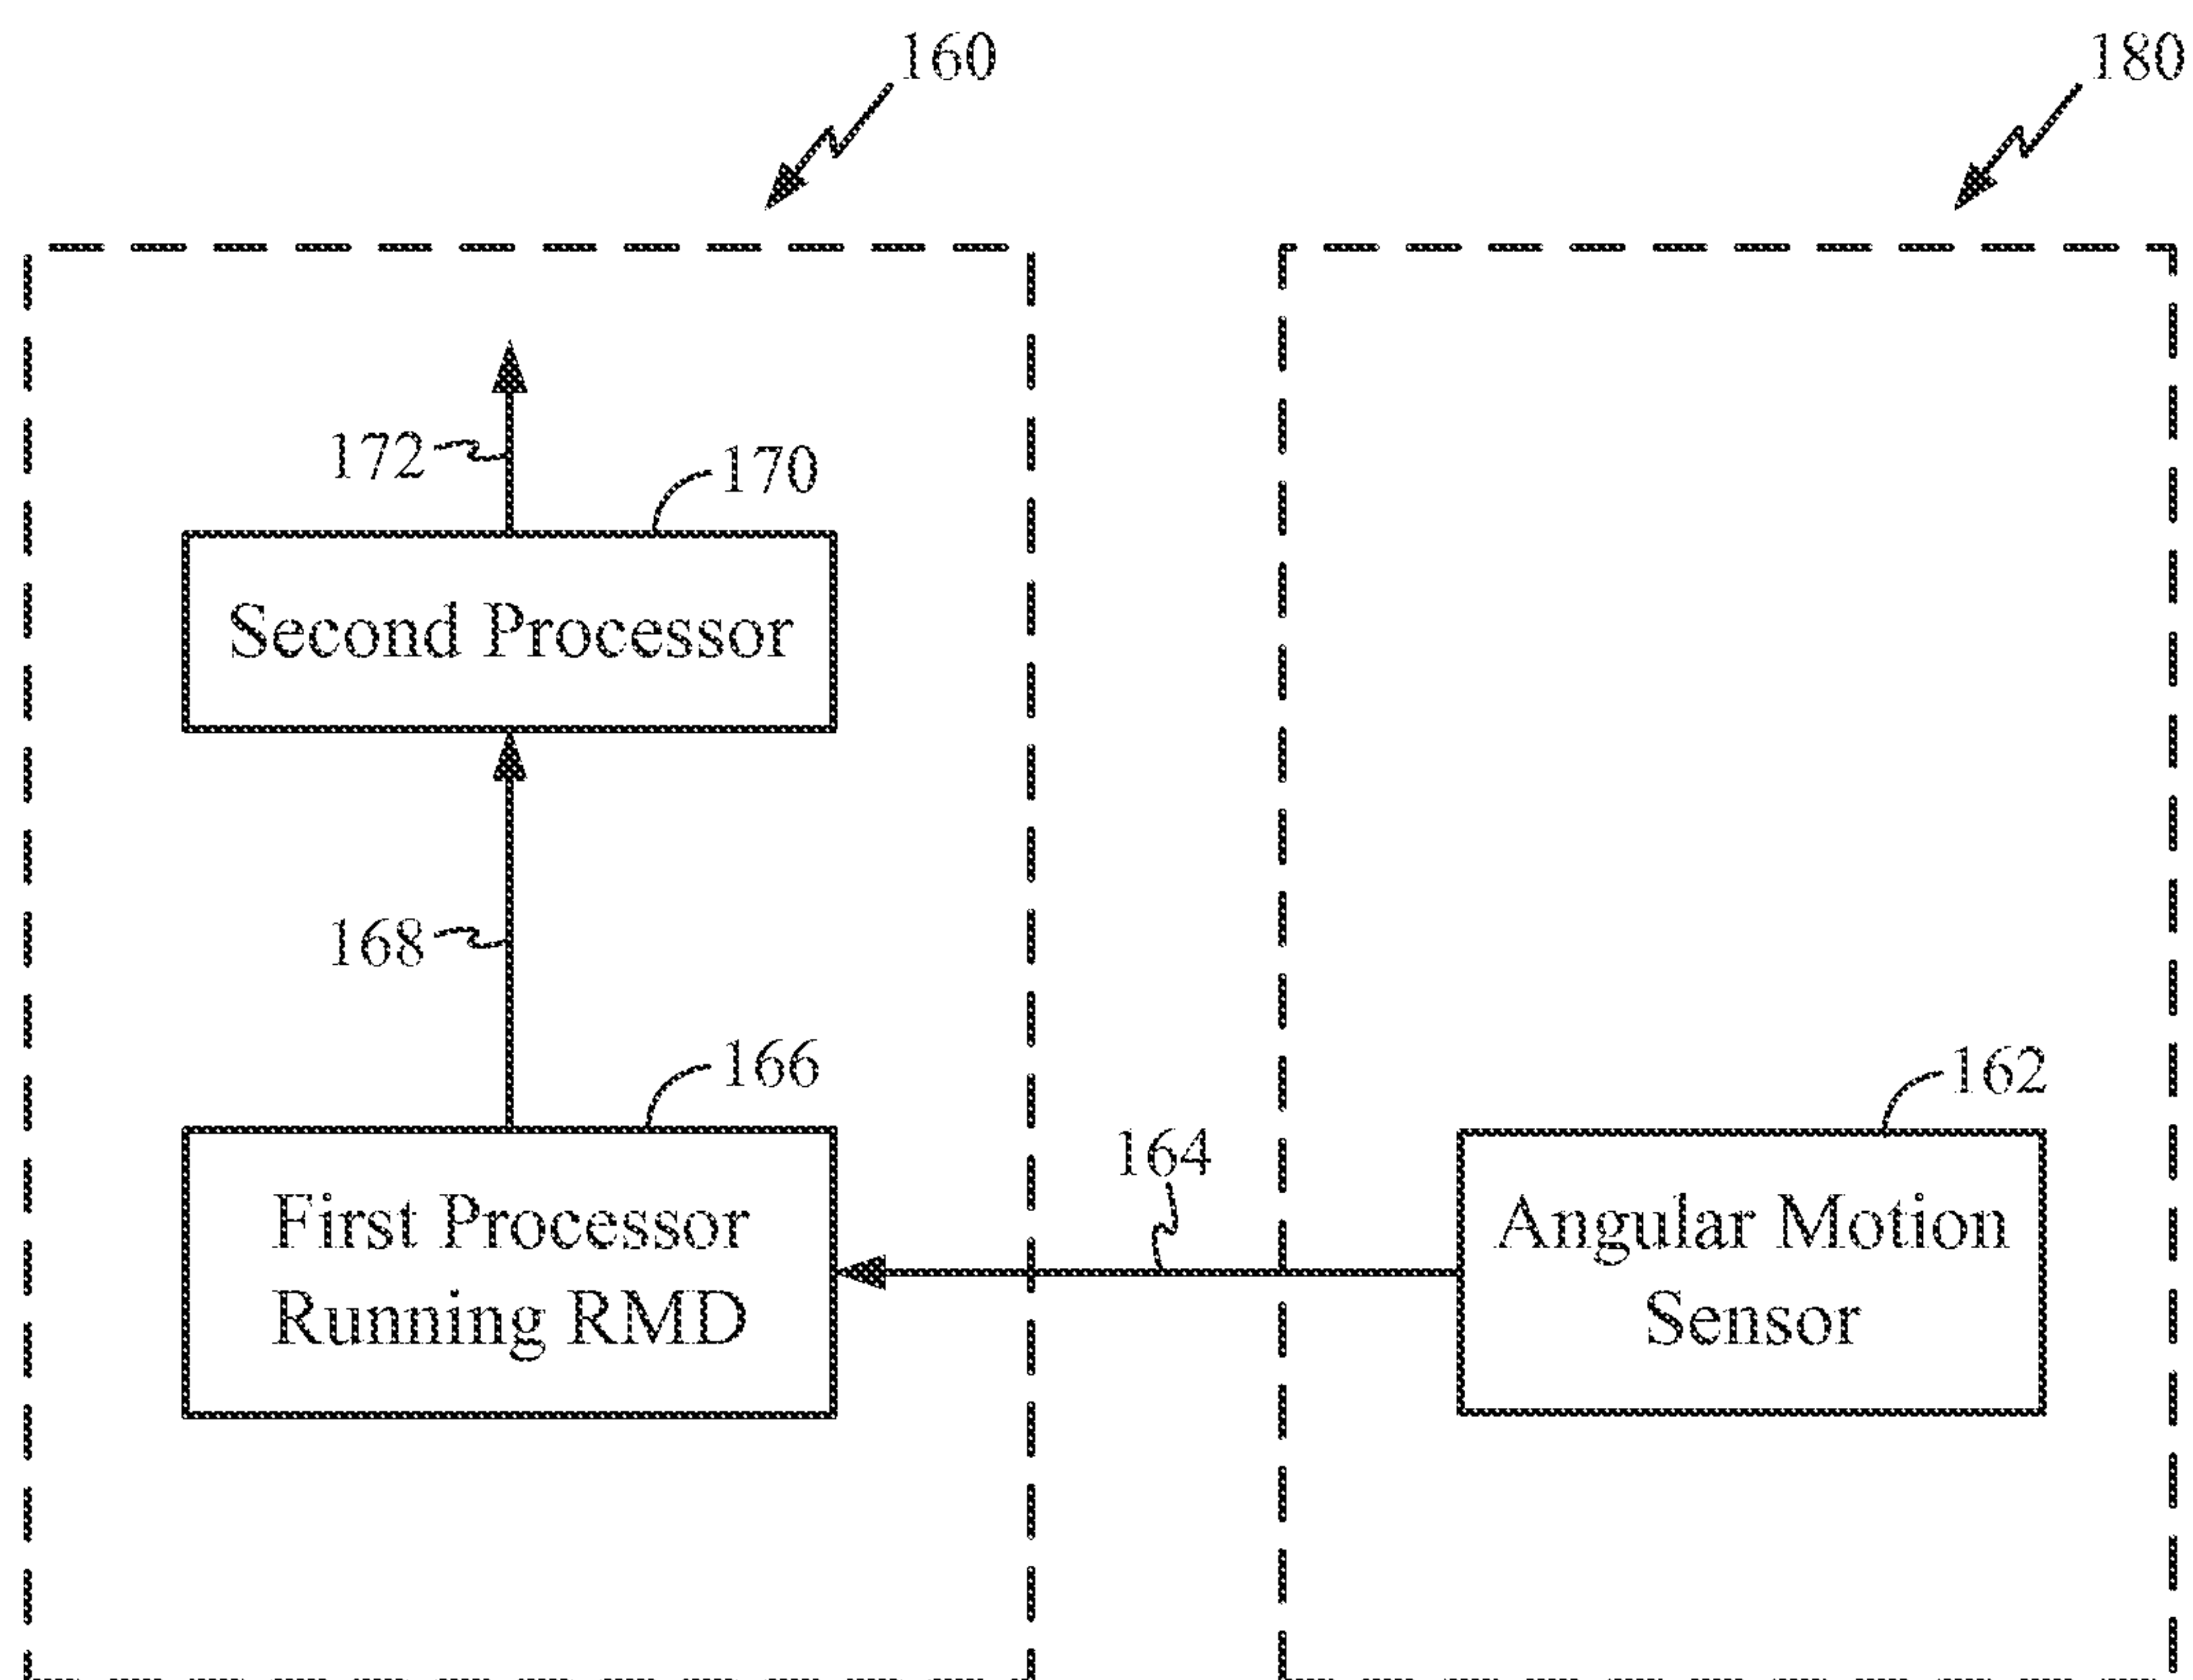 160
180
172
170
Second Processor
168
166
First Processor
Running RMD
164
162
Angular Motion
Sensor